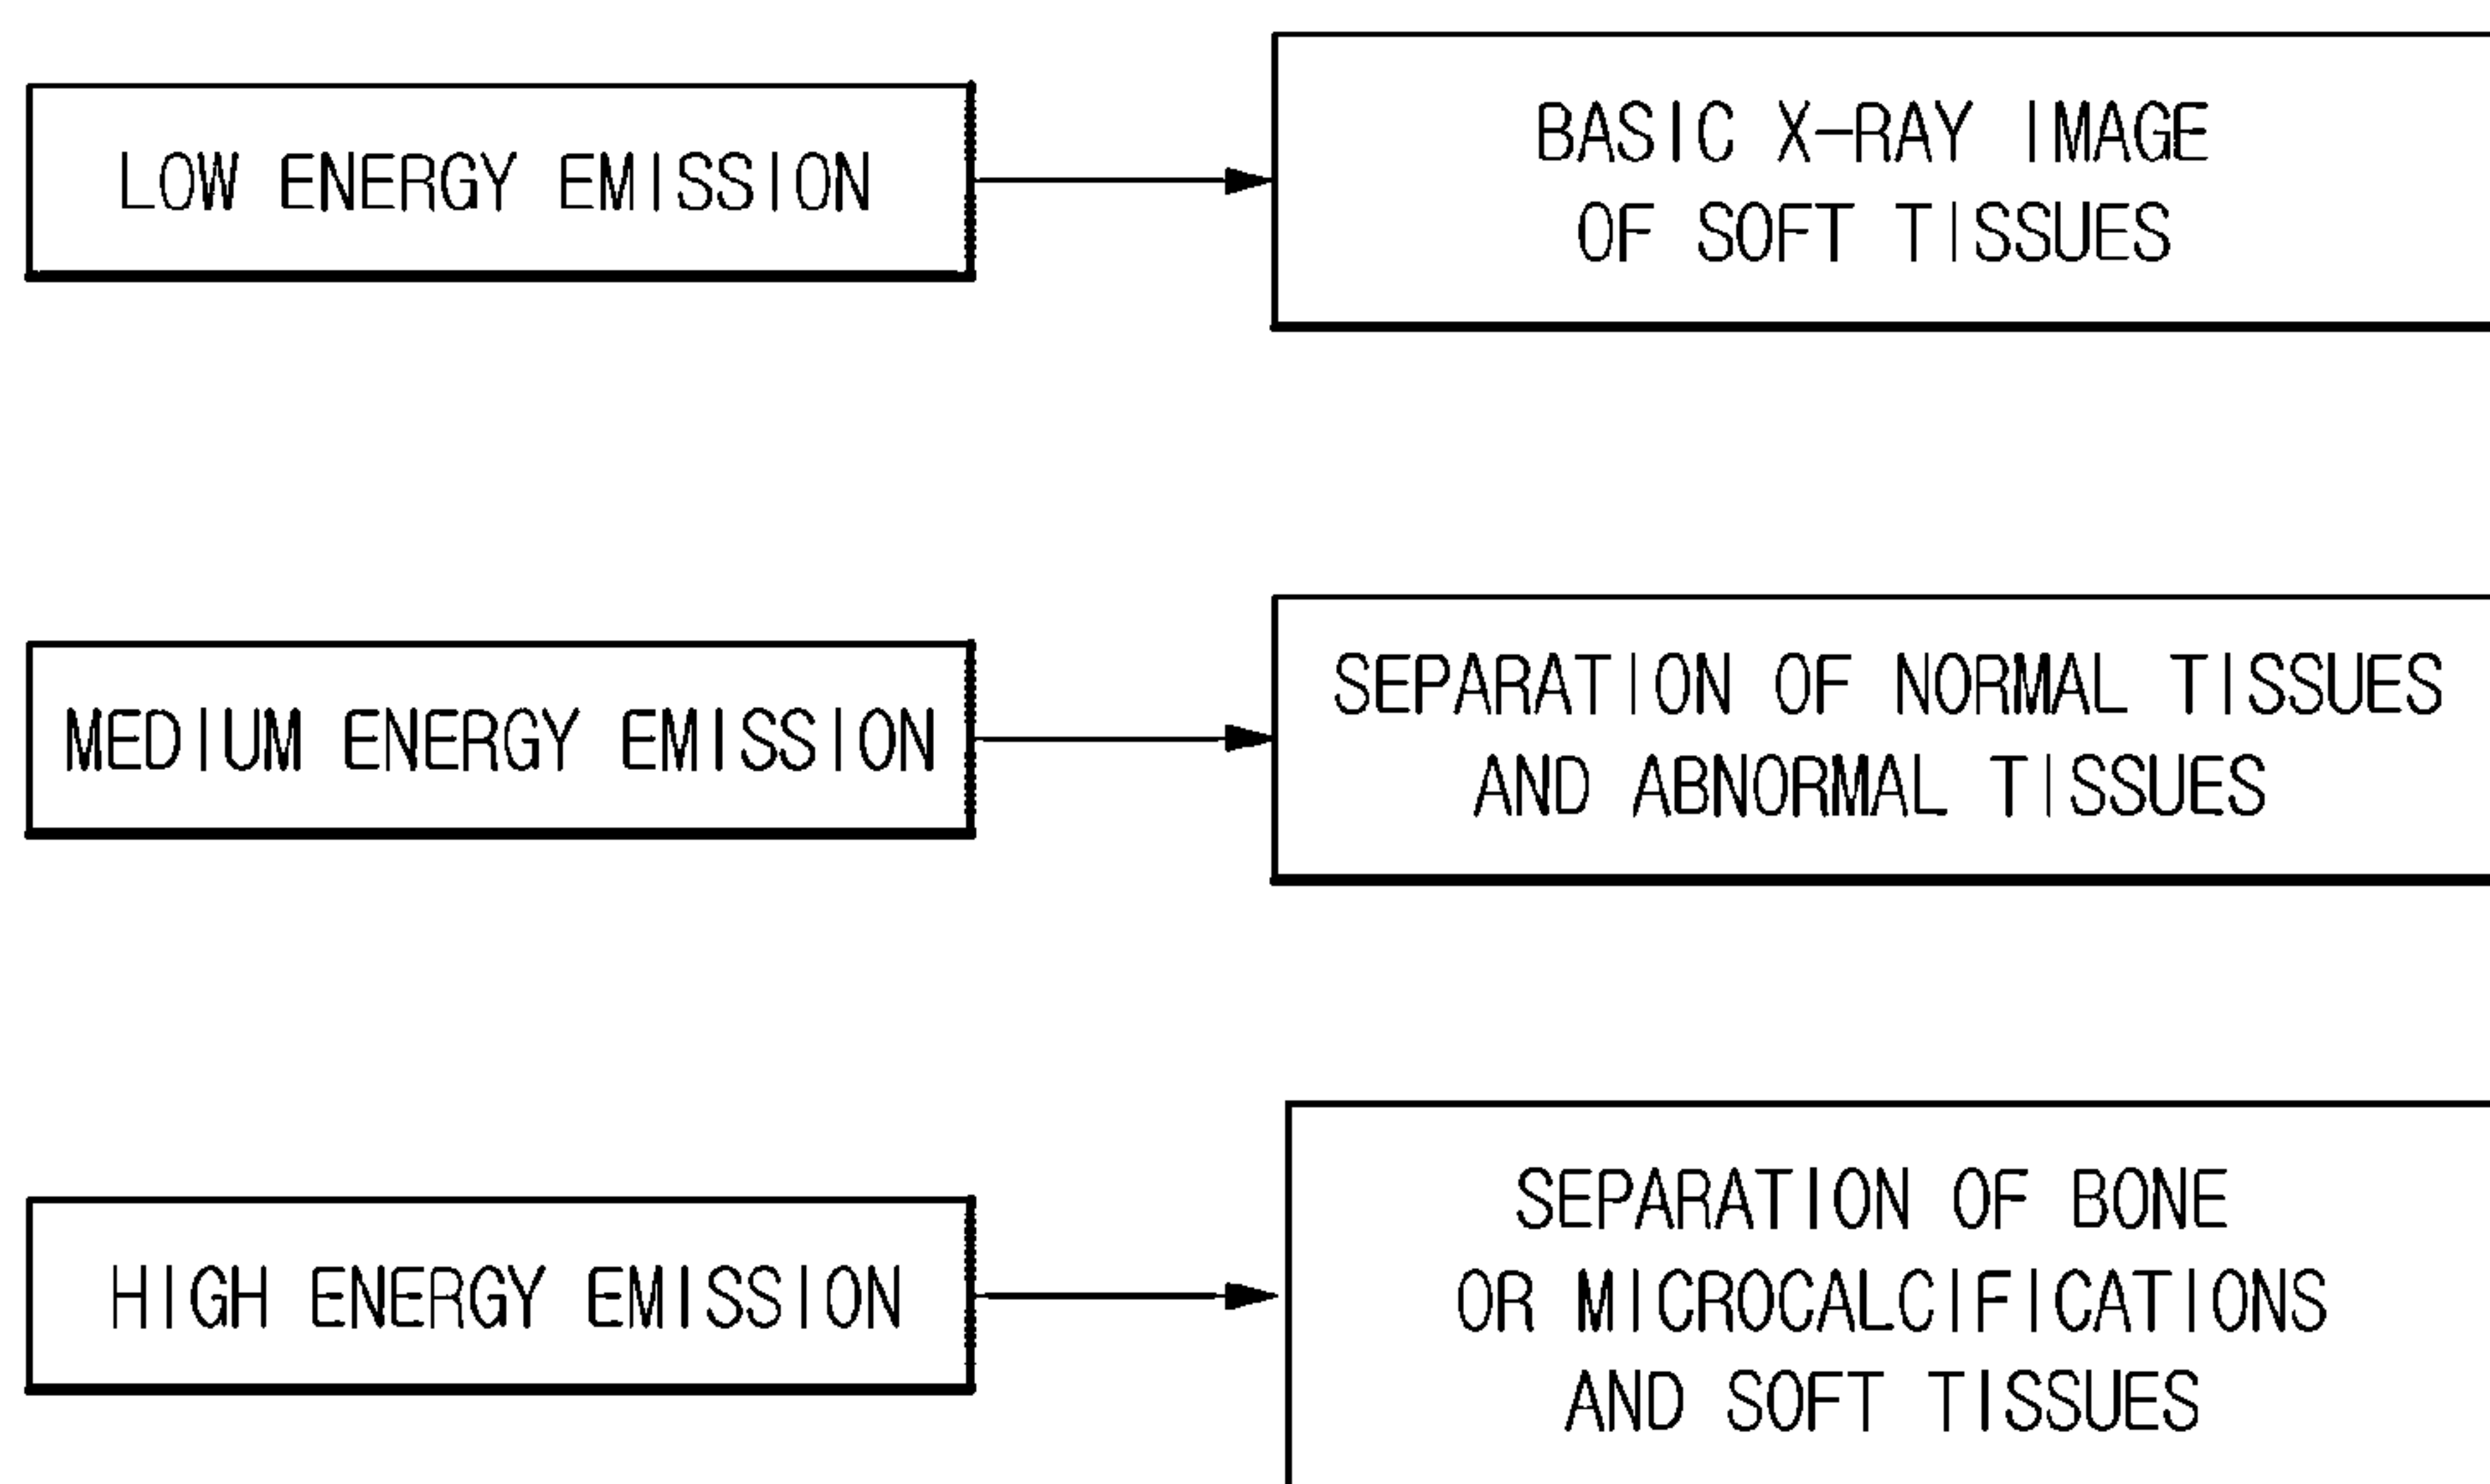 LOW ENERGY EMISSION
BASIC X-RAY IMAGE
OF SOFT TISSUES
MEDIUM ENERGY EMISSION
SEPARATION OF NORMAL TISSUES
AND ABNORMAL TISSUES
HIGH ENERGY EMISSION
SEPARATION OF BONE
OR MICROCALCIFICATIONS
AND SOFT TISSUES